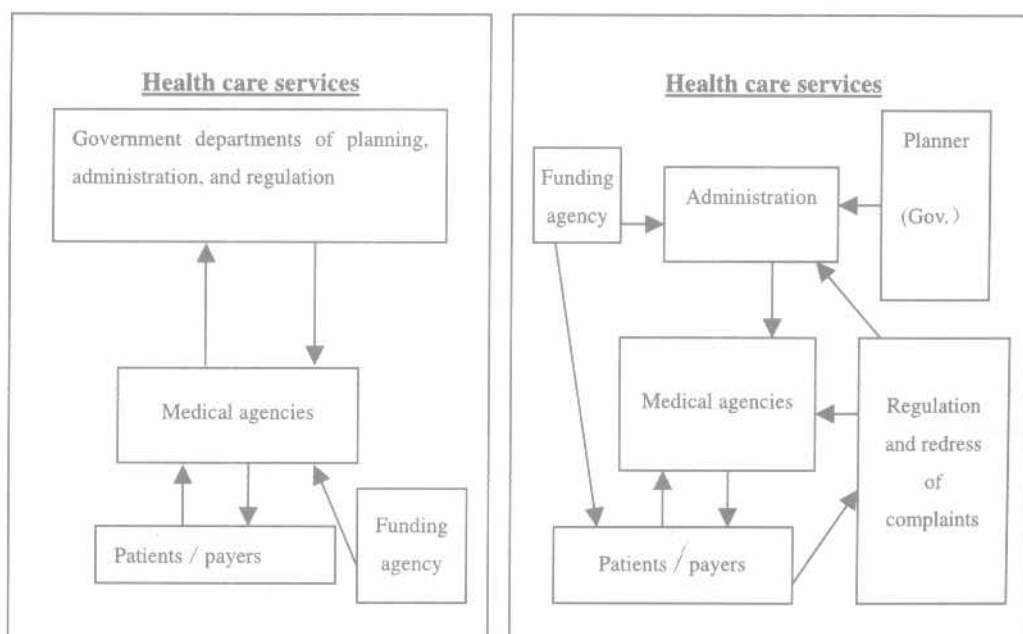 Health care services
Government departments of planning,
administration, and regulation
Medical agencies
Patients / payers
Funding
agency
Health care services
Funding
agency
Administration
Planner
(Gov.)
Medical agencies
Regulation
and redress
of
complaints
Patients / payers